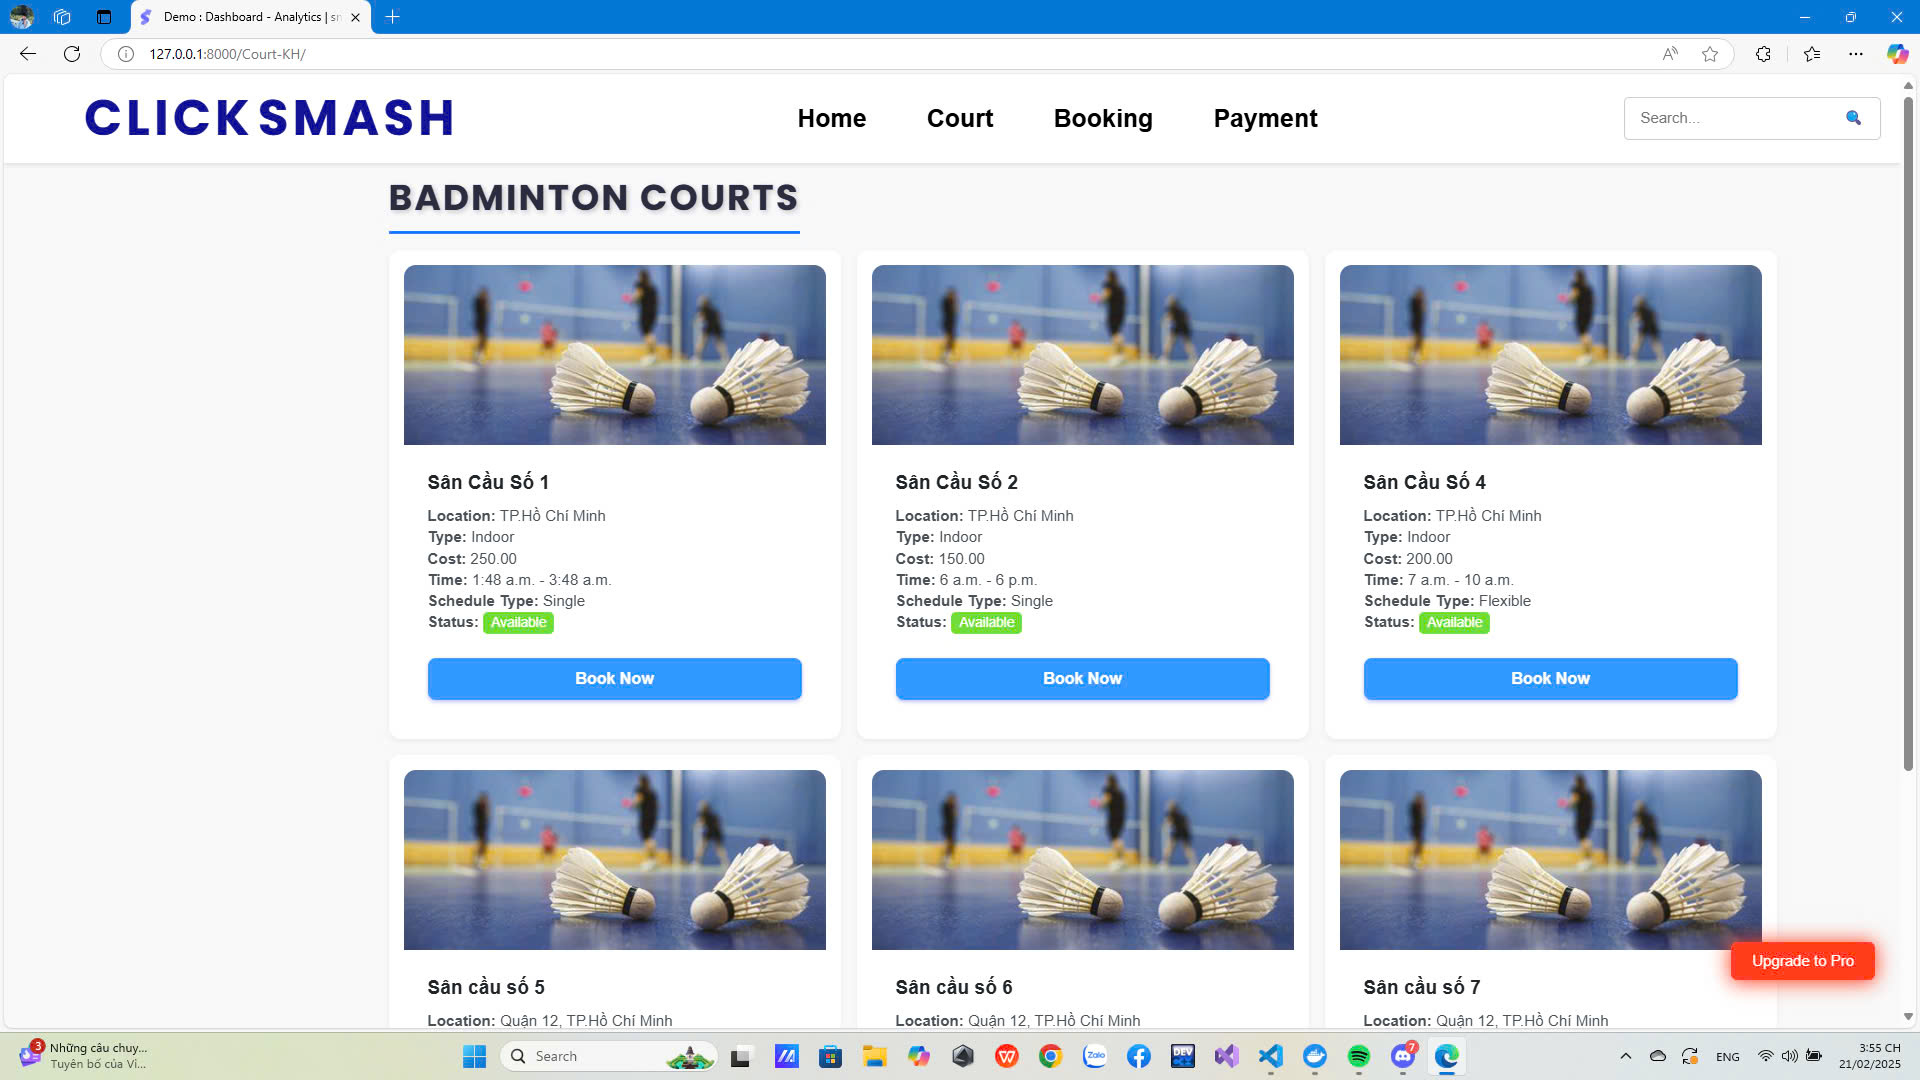 Demo : Dashboard - Analytics | sn
127.0.0.1:8000/Court-KH/
CLICK SMASH
Home
Court
Booking
Payment
Search...
BADMINTON COURTS
Sân Cầu Số 1
Location: TP.Hồ Chí Minh
Type: Indoor
Cost: 250.00
Time: 1:48 a.m. - 3:48 a.m.
Schedule Type: Single
Status: Available
Book Now
Sân Cầu Số 2
Location: TP.Hồ Chí Minh
Type: Indoor
Cost: 150.00
Time: 6 a.m. - 6 p.m.
Schedule Type: Single
Status: Available
Book Now
Sân Cầu Số 4
Location: TP.Hồ Chí Minh
Type: Indoor
Cost: 200.00
Time: 7 a.m. - 10 a.m.
Schedule Type: Flexible
Status: Available
Book Now
Sân cầu số 5
Location: Quận 12, TP.Hồ Chí Minh
Sân cầu số 6
Location: Quận 12, TP.Hồ Chí Minh
Sân cầu số 7
Location: Quận 12, TP.Hồ Chí Minh
Upgrade to Pro
3
Những câu chuy...
Tuyên bố của Vi...
Search
Zalo
DEV
7
ENG
3:55 CH
21/02/2025